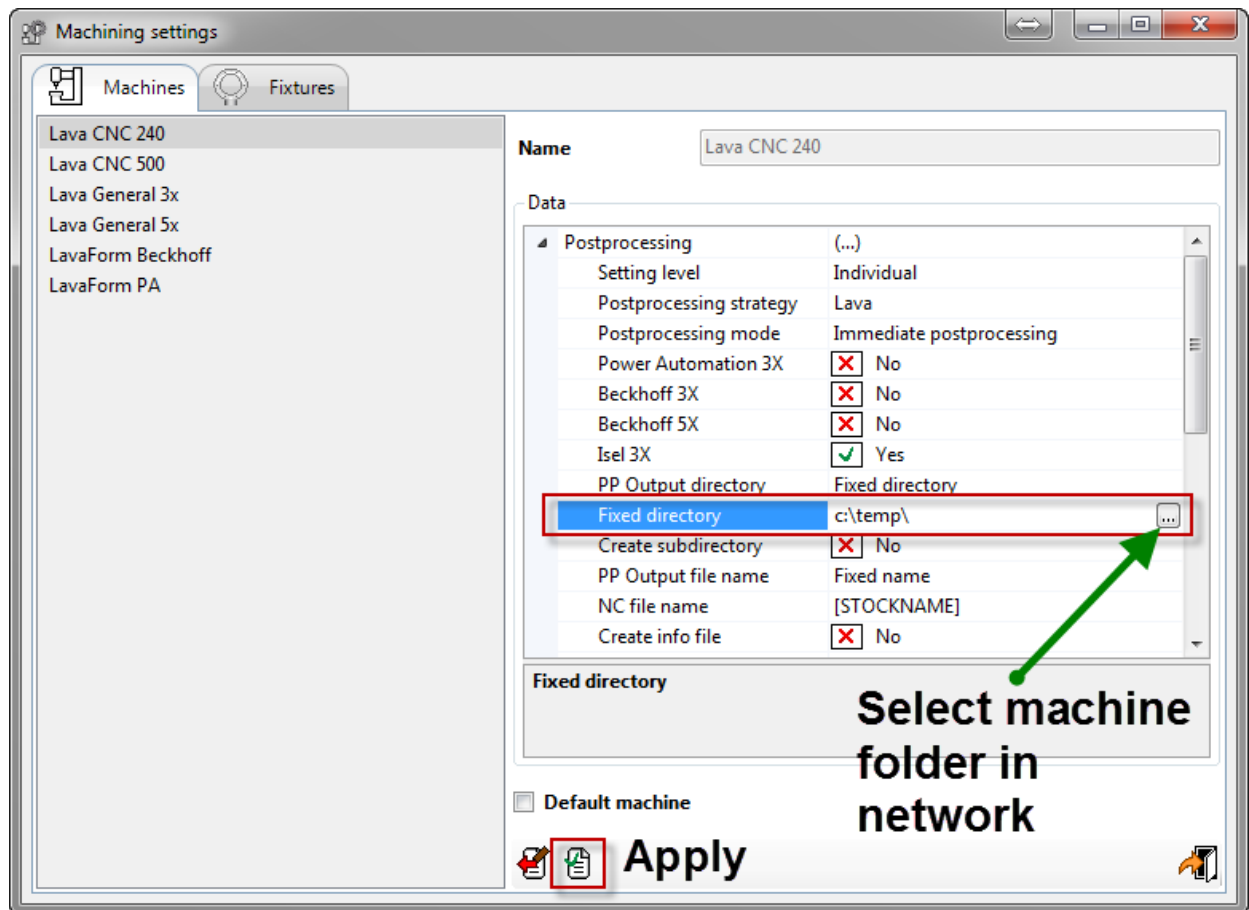 Machining settings
Machines
Fixtures
Lava CNC 240
Lava CNC 500
Lava General 3x
Lava General 5x
LavaForm Beckhoff
LavaForm PA
Name Lava CNC 240
Data
Postprocessing (...)
Setting level Individual
Postprocessing strategy Lava
Postprocessing mode Immediate postprocessing
Power Automation 3X No
Beckhoff 3X No
Beckhoff 5X No
Isel 3X Yes
PP Output directory Fixed directory
Fixed directory c:\temp\ ...
Create subdirectory No
PP Output file name Fixed name
NC file name [STOCKNAME]
Create info file No
Fixed directory
Select machine
folder in
network
Default machine
Apply